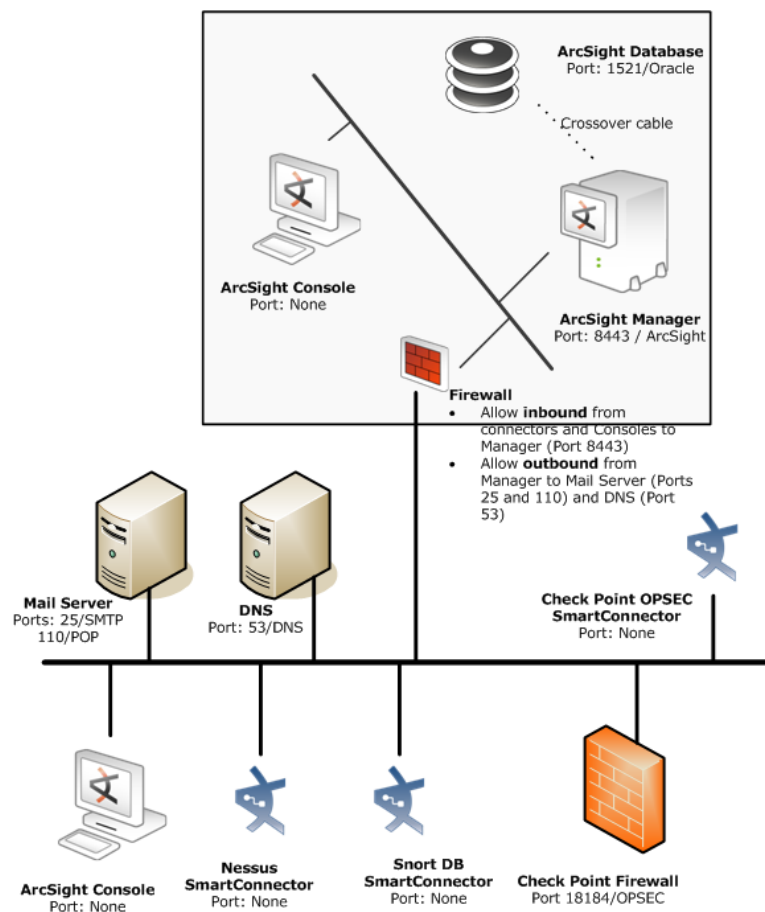 ArcSight Database
Port: 1521/Oracle
Crossover cable
ArcSight Console
Port: None
ArcSight Manager
Port: 8443 / ArcSight
Firewall
• Allow inbound from
connectors and Consoles to
Manager (Port 8443)
• Allow outbound from
Manager to Mail Server (Ports
25 and 110) and DNS (Port
53)
Mail Server
Ports: 25/SMTP
110/POP
DNS
Port: 53/DNS
Check Point OPSEC
SmartConnector
Port: None
ArcSight Console
Port: None
Nessus
SmartConnector
Port: None
Snort DB
SmartConnector
Port: None
Check Point Firewall
Port 18184/OPSEC